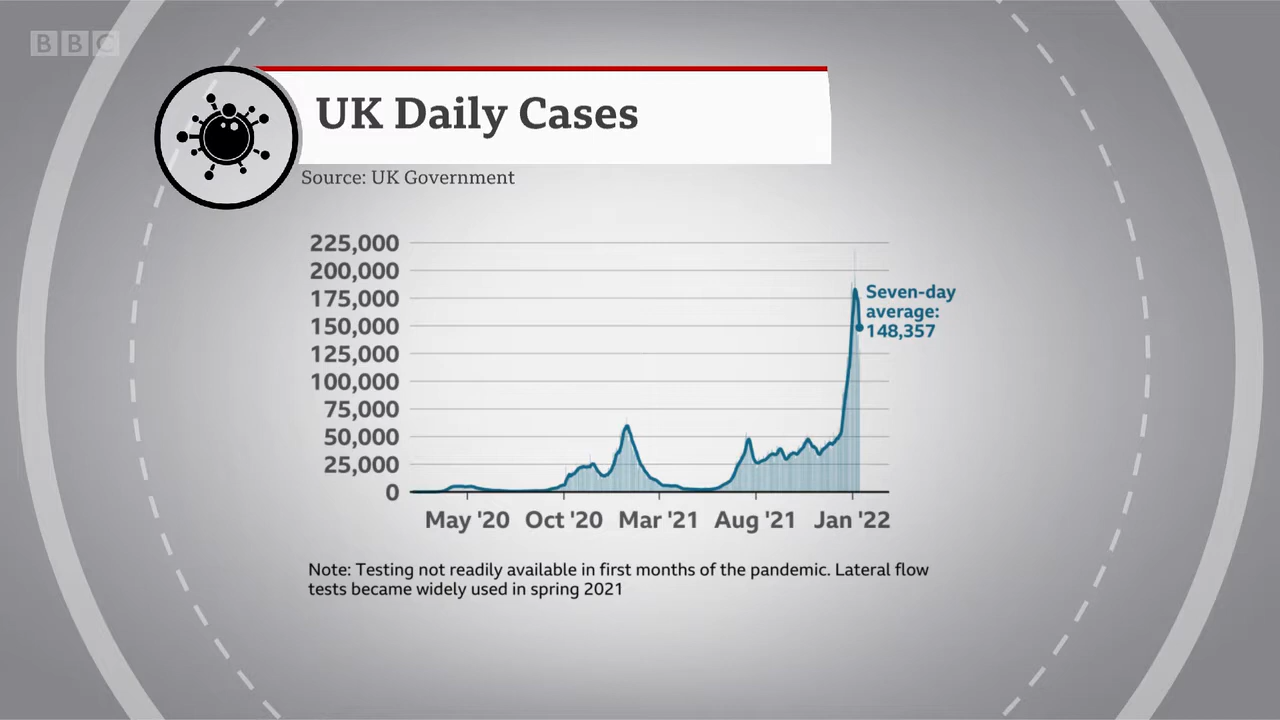 BBC
UK Daily Cases
Source: UK Government
225,000
200,000
175,000
150,000
125,000
100,000
75,000
50,000
25,000
0
Seven-day
average:
148,357
May '20 Oct '20 Mar '21 Aug '21 Jan '22
Note: Testing not readily available in first months of the pandemic. Lateral flow
tests became widely used in spring 2021